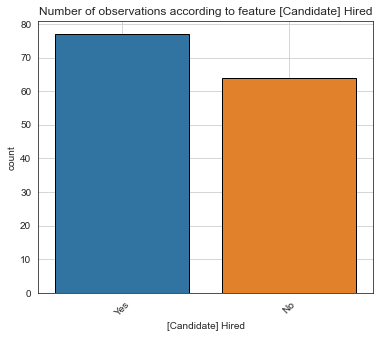 Number of observations according to feature [Candidate] Hired
80
70
60
50
40
30
20
10
0
count
Yes
No
[Candidate] Hired